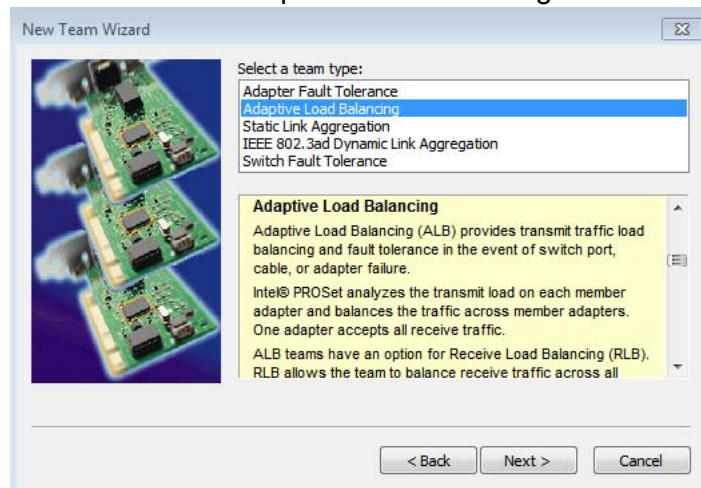 New Team Wizard
Select a team type:
Adapter Fault Tolerance
Adaptive Load Balancing
Static Link Aggregation
IEEE 802.3ad Dynamic Link Aggregation
Switch Fault Tolerance
Adaptive Load Balancing
Adaptive Load Balancing (ALB) provides transmit traffic load
balancing and fault tolerance in the event of switch port,
cable, or adapter failure.
Intel® PROSet analyzes the transmit load on each member
adapter and balances the traffic across member adapters.
One adapter accepts all receive traffic.
ALB teams have an option for Receive Load Balancing (RLB).
RLB allows the team to balance receive traffic across all
< Back
Next >
Cancel